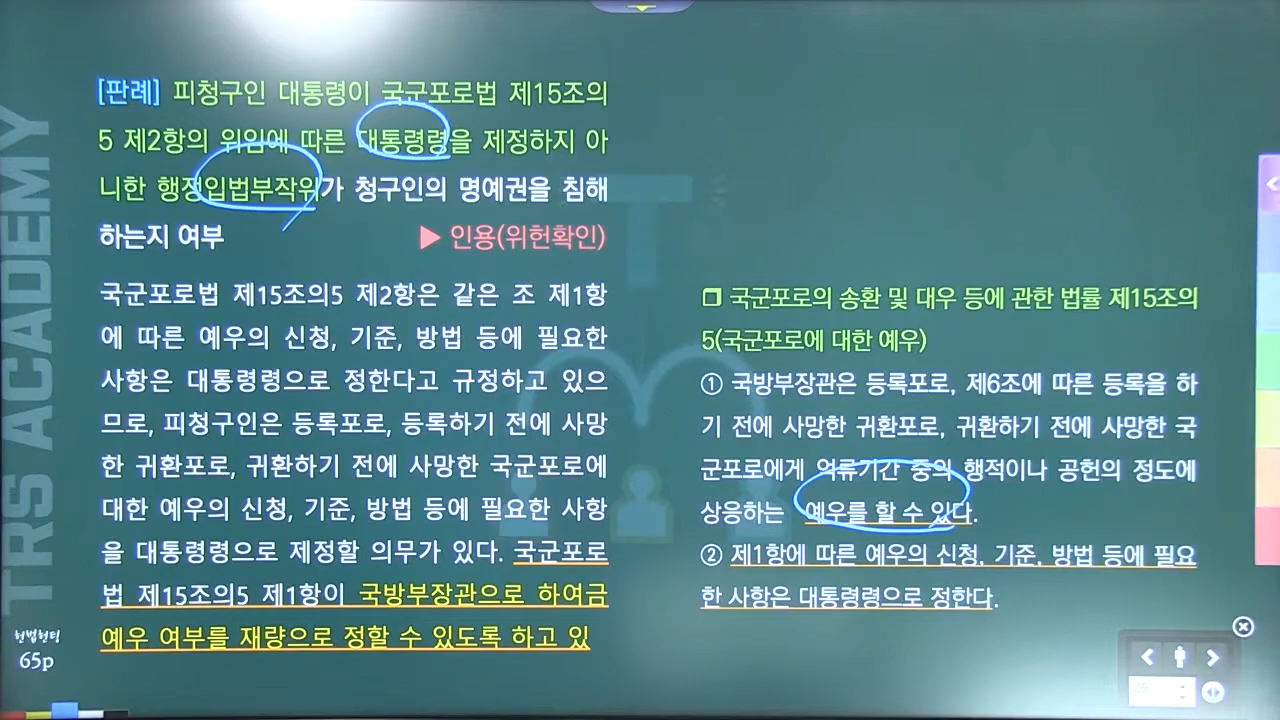 [판례] 피청구인 대통령이 국군포로법 제15조의
5 제2항의 위임에 따른 대통령령을 제정하지 아
니한 행정입법부작위가 청구인의 명예권을 침해
하는지 여부 ▶ 인용(위헌확인)
국군포로법 제15조의5 제2항은 같은 조 제1항
에 따른 예우의 신청, 기준, 방법 등에 필요한
사항은 대통령령으로 정한다고 규정하고 있으
므로, 피청구인은 등록포로, 등록하기 전에 사망
한 귀환포로, 귀환하기 전에 사망한 국군포로에
대한 예우의 신청, 기준, 방법 등에 필요한 사항
을 대통령령으로 제정할 의무가 있다. 국군포로
법 제15조의5 제1항이 국방부장관으로 하여금
예우 여부를 재량으로 정할 수 있도록 하고 있
❐ 국군포로의 송환 및 대우 등에 관한 법률 제15조의
5(국군포로에 대한 예우)
① 국방부장관은 등록포로, 제6조에 따른 등록을 하
기 전에 사망한 귀환포로, 귀환하기 전에 사망한 국
군포로에게 억류기간 중의 행적이나 공헌의 정도에
상응하는 예우를 할 수 있다.
② 제1항에 따른 예우의 신청, 기준, 방법 등에 필요
한 사항은 대통령령으로 정한다.
TRS ACADEMY
헌법헌팅
65p
29